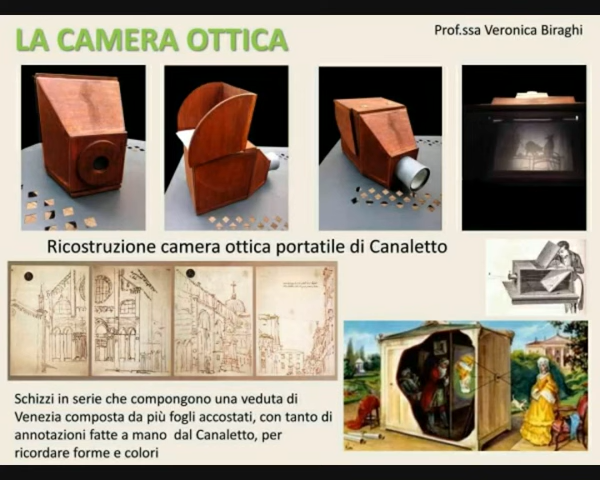 LA CAMERA OTTICA
Prof.ssa Veronica Biraghi
Ricostruzione camera ottica portatile di Canaletto
Schizzi in serie che compongono una veduta di
Venezia composta da più fogli accostati, con tanto di
annotazioni fatte a mano dal Canaletto, per
ricordare forme e colori